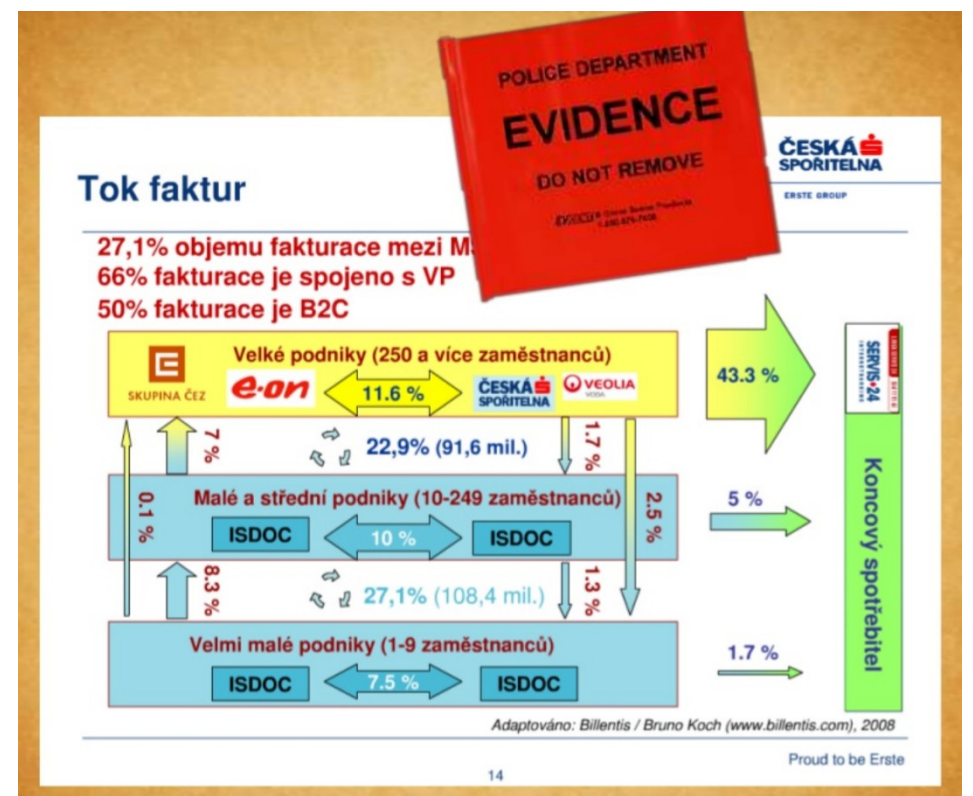 POLICE DEPARTMENT
EVIDENCE
DO NOT REMOVE
ČESKÁ
SPOŘITELNA
ERSTE GROUP
Tok faktur
27,1% objemu fakturace mezi
66% fakturace je spojeno s VP
50% fakturace je B2C
Velké podniky (250 a více zaměstnanců)
SKUPINA ČEZ
e·on
11.6 %
ČESKÁ
SPOŘITELNA
VEOLIA
VODA
43.3 %
SERVIS 24
7 %
22,9% (91,6 mil.)
1.7 %
0.1 %
Malé a střední podniky (10-249 zaměstnanců)
2.5 %
5 %
ISDOC
10 %
ISDOC
Koncový spotřebitel
8.3 %
27,1% (108,4 mil.)
1.3 %
Velmi malé podniky (1-9 zaměstnanců)
1.7 %
ISDOC
7.5 %
ISDOC
Adaptováno: Billentis / Bruno Koch (www.billentis.com), 2008
Proud to be Erste
14